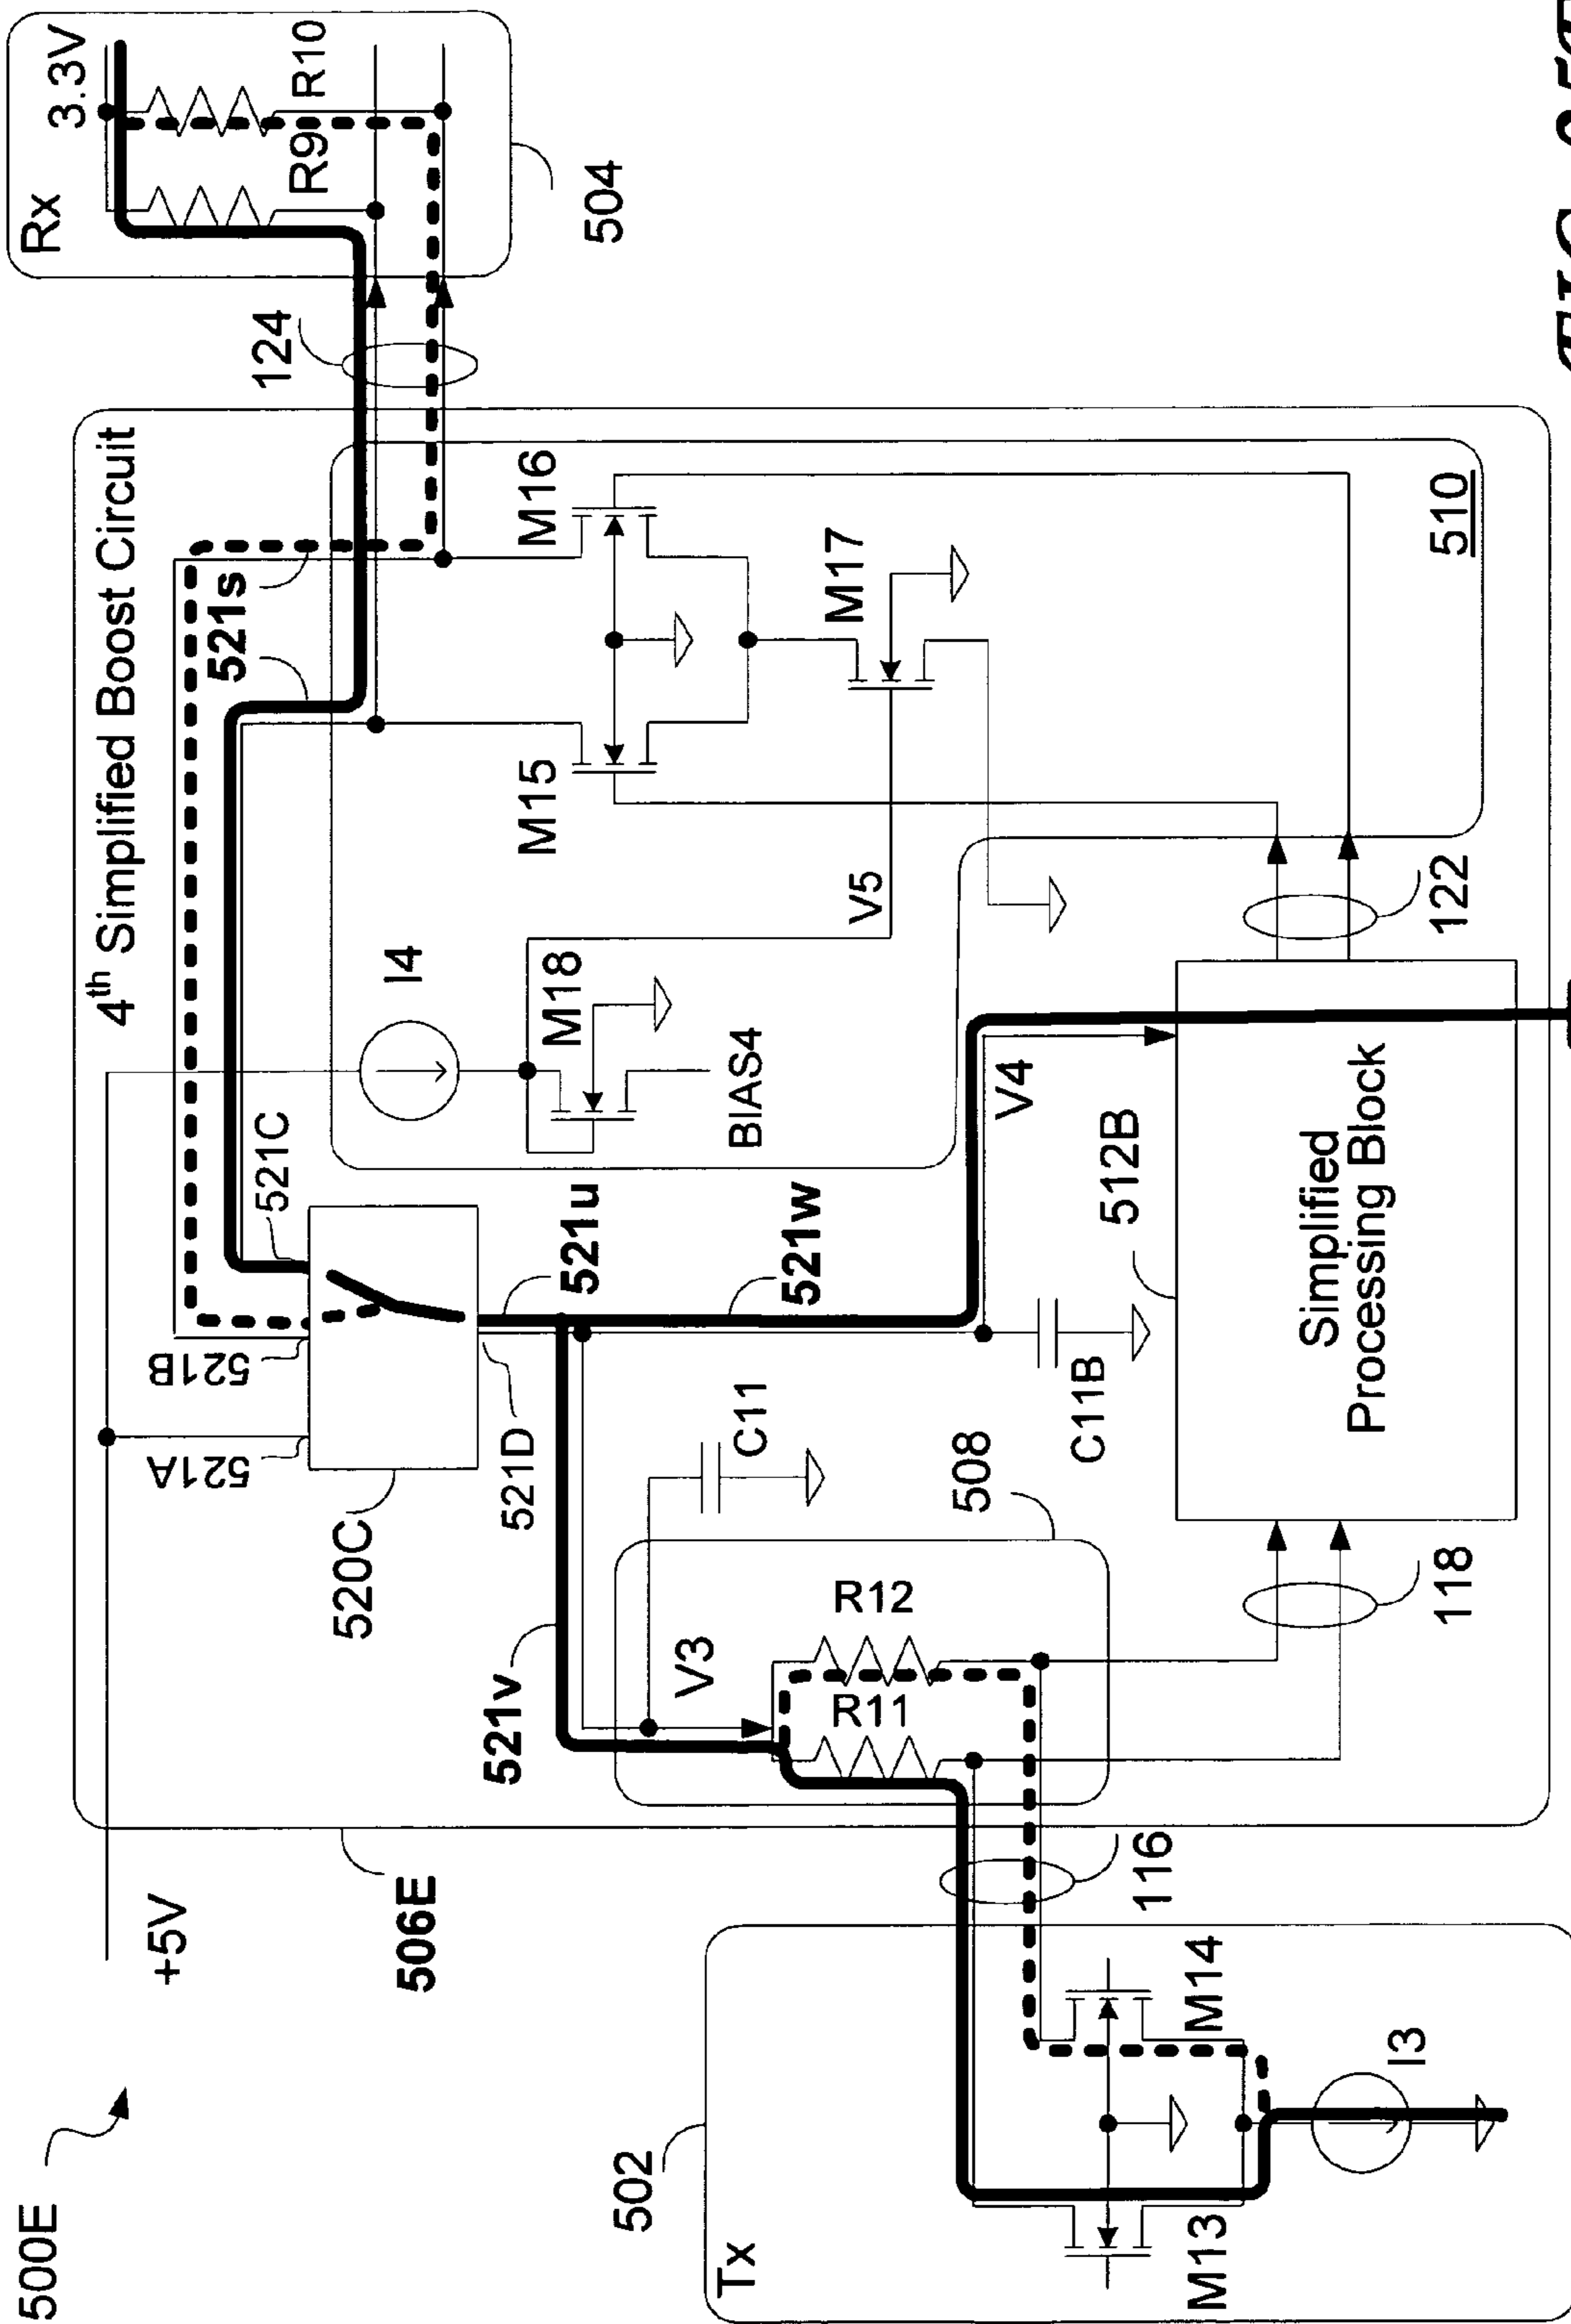 500E
+5V
506E
4th Simplified Boost Circuit
Rx
3.3V
R9
R10
504
124
521s
521C
521B
521A
520C
521D
521u
521v
521w
I4
M18
BIAS4
V5
M15
M16
M17
510
V3
C11
R11
R12
508
C11B
V4
512B
Simplified
Processing Block
122
118
116
502
Tx
M13
M14
I3